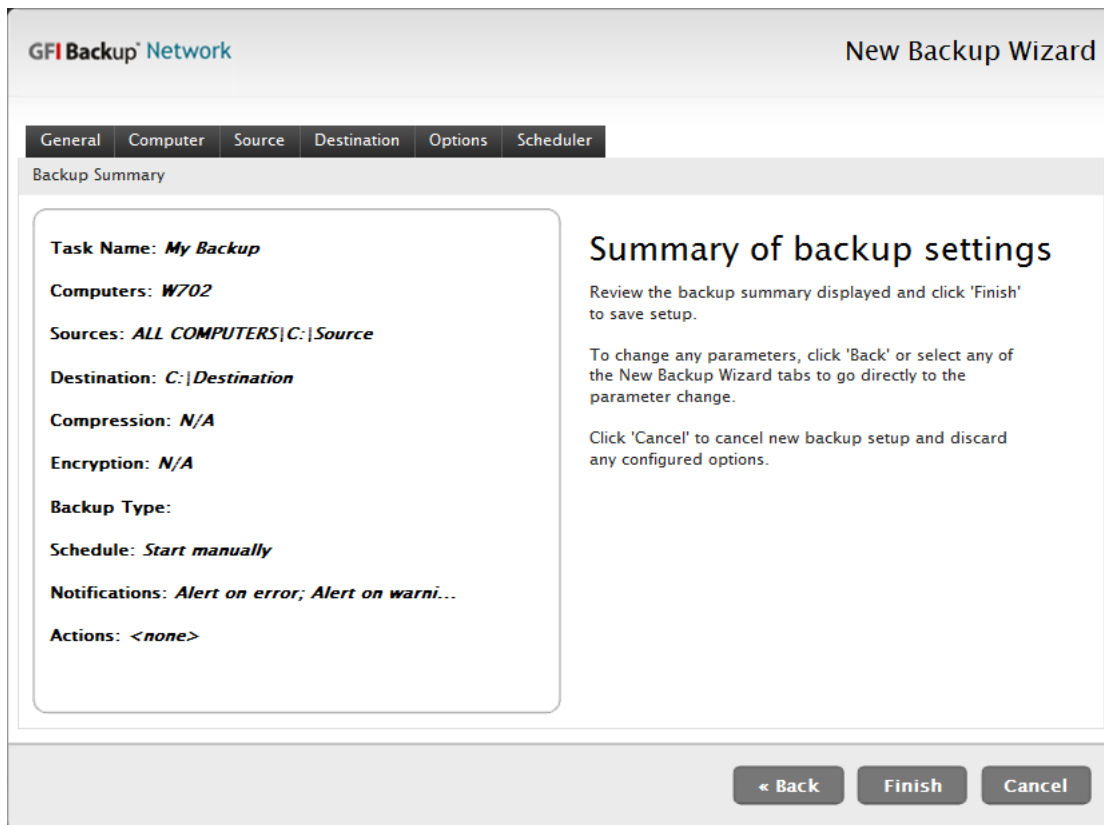 GFI Backup Network
New Backup Wizard
General Computer Source Destination Options Scheduler
Backup Summary
Task Name: My Backup
Computers: W702
Sources: ALL COMPUTERS|C:|Source
Destination: C:|Destination
Compression: N/A
Encryption: N/A
Backup Type:
Schedule: Start manually
Notifications: Alert on error; Alert on warni...
Actions: <none>
Summary of backup settings
Review the backup summary displayed and click 'Finish'
to save setup.
To change any parameters, click 'Back' or select any of
the New Backup Wizard tabs to go directly to the
parameter change.
Click 'Cancel' to cancel new backup setup and discard
any configured options.
« Back Finish Cancel